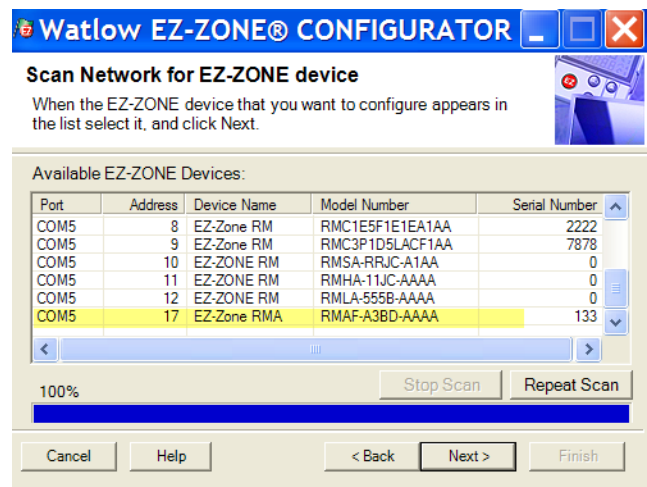 Watlow EZ-ZONE® CONFIGURATOR
Scan Network for EZ-ZONE device
When the EZ-ZONE device that you want to configure appears in
the list select it, and click Next.
Available EZ-ZONE Devices:
Port Address Device Name Model Number Serial Number
COM5 8 EZ-Zone RM RMC1E5F1E1EA1AA 2222
COM5 9 EZ-Zone RM RMC3P1D5LACF1AA 7878
COM5 10 EZ-ZONE RM RMSA-RRJC-A1AA 0
COM5 11 EZ-ZONE RM RMHA-11JC-AAAA 0
COM5 12 EZ-ZONE RM RMLA-555B-AAAA 0
COM5 17 EZ-Zone RMA RMAF-A3BD-AAAA 133
100% Stop Scan Repeat Scan
Cancel Help < Back Next > Finish